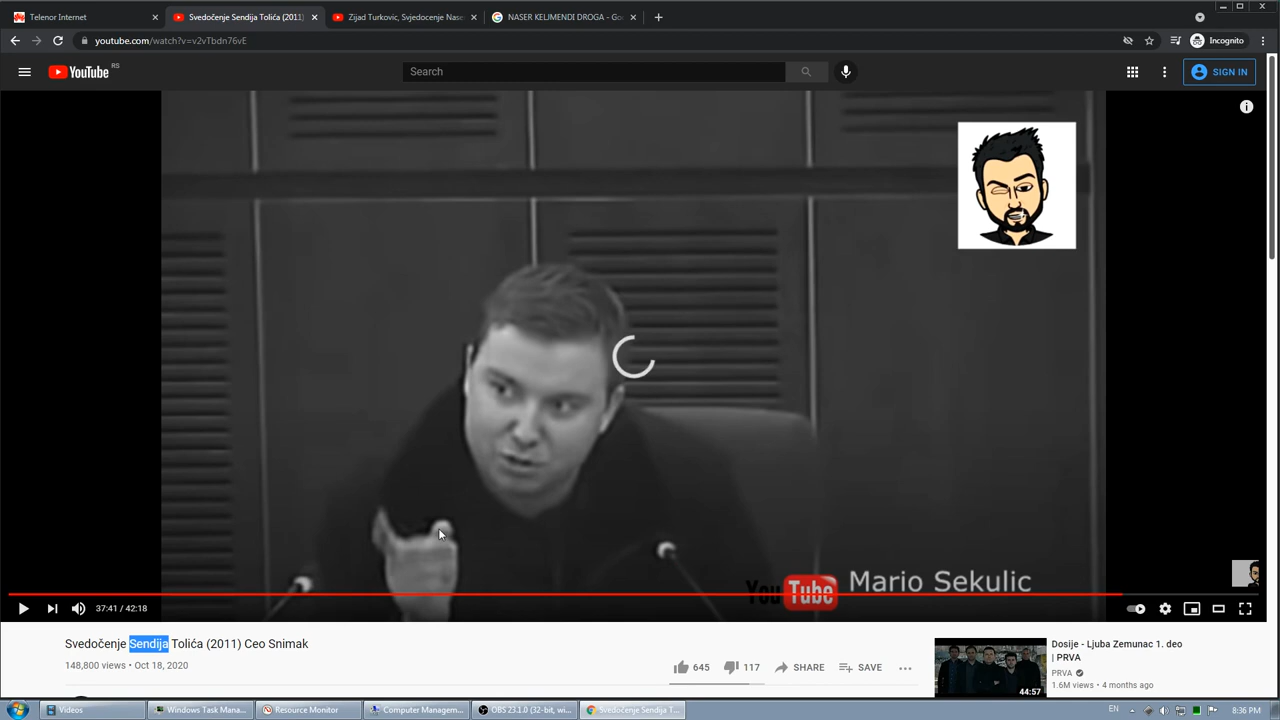 Telenor Internet
Svedočenje Sendija Tolića (2011)
Zijad Turkovic, Svjedocenje Nase
NASER KELJMENDI DROGA - Go
youtube.com/watch?v=v2vTbdn76vE
Incognito
YouTube RS
Search
SIGN IN
You Tube Mario Sekulic
37:41 / 42:18
Svedočenje Sendija Tolića (2011) Ceo Snimak
148,800 views • Oct 18, 2020
645
117
SHARE
SAVE
Dosije - Ljuba Zemunac 1. deo
| PRVA
PRVA
1.6M views • 4 months ago
44:57
Videos
Windows Task Mana...
Resource Monitor
Computer Managem...
OBS 23.1.0 (32-bit, wi...
Svedočenje Sendija T...
EN
8:36 PM